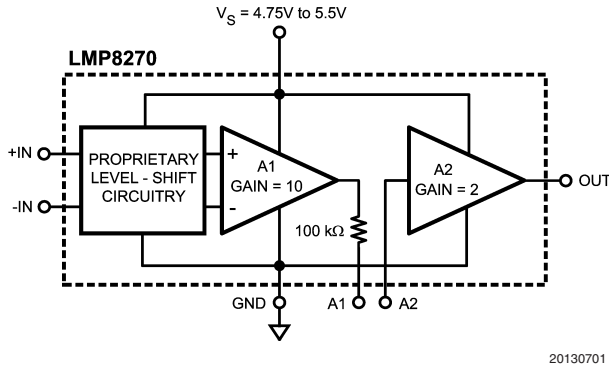 V_S = 4.75V to 5.5V
LMP8270
+IN
-IN
PROPRIETARY
LEVEL - SHIFT
CIRCUITRY
+
-
A1
GAIN = 10
100 kΩ
A2
GAIN = 2
OUT
GND
A1
A2
20130701